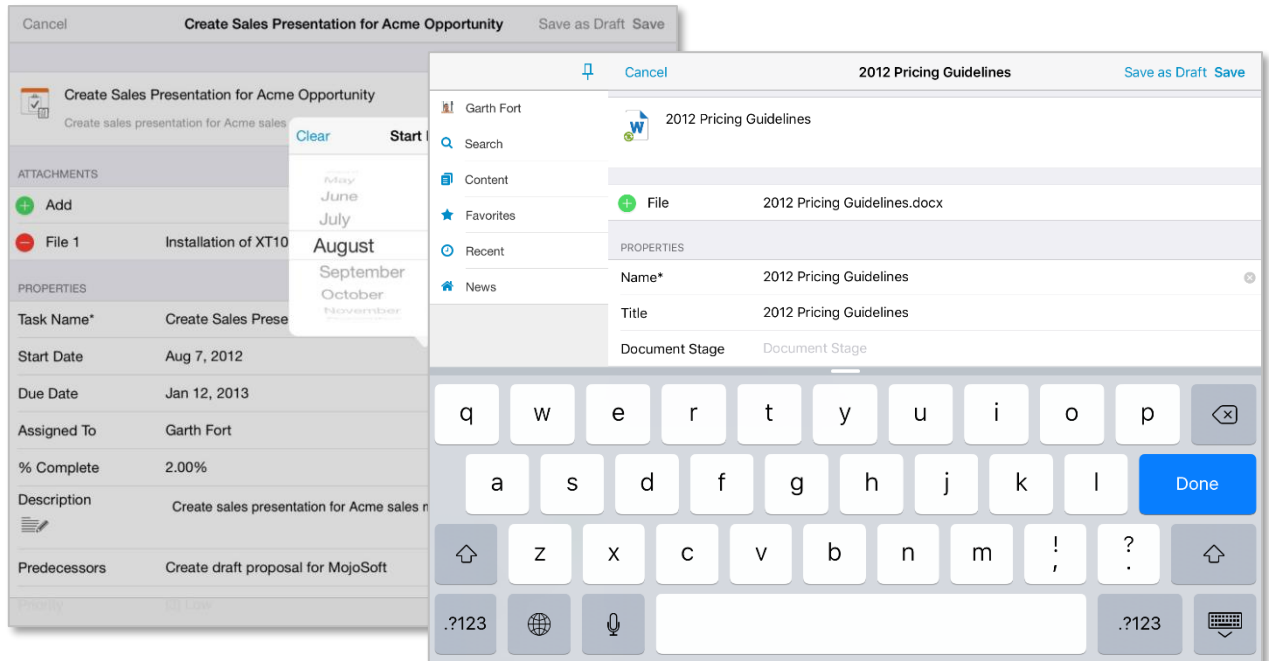 Cancel Create Sales Presentation for Acme Opportunity Save as Draft Save
Create Sales Presentation for Acme Opportunity
Create sales presentation for Acme sales
ATTACHMENTS
Add
File 1 Installation of XT10
PROPERTIES
Task Name* Create Sales Prese
Start Date Aug 7, 2012
Due Date Jan 12, 2013
Assigned To Garth Fort
% Complete 2.00%
Description Create sales presentation for Acme sales
Predecessors Create draft proposal for MojoSoft
Priority Low
Clear Start
May
June
July
August
September
October
November
Cancel 2012 Pricing Guidelines Save as Draft Save
Garth Fort
Search
Content
Favorites
Recent
News
W
2012 Pricing Guidelines
File 2012 Pricing Guidelines.docx
PROPERTIES
Name* 2012 Pricing Guidelines
Title 2012 Pricing Guidelines
Document Stage Document Stage
q w e r t y u i o p
a s d f g h j k l Done
z x c v b n m ! , ? .
.?123 .?123